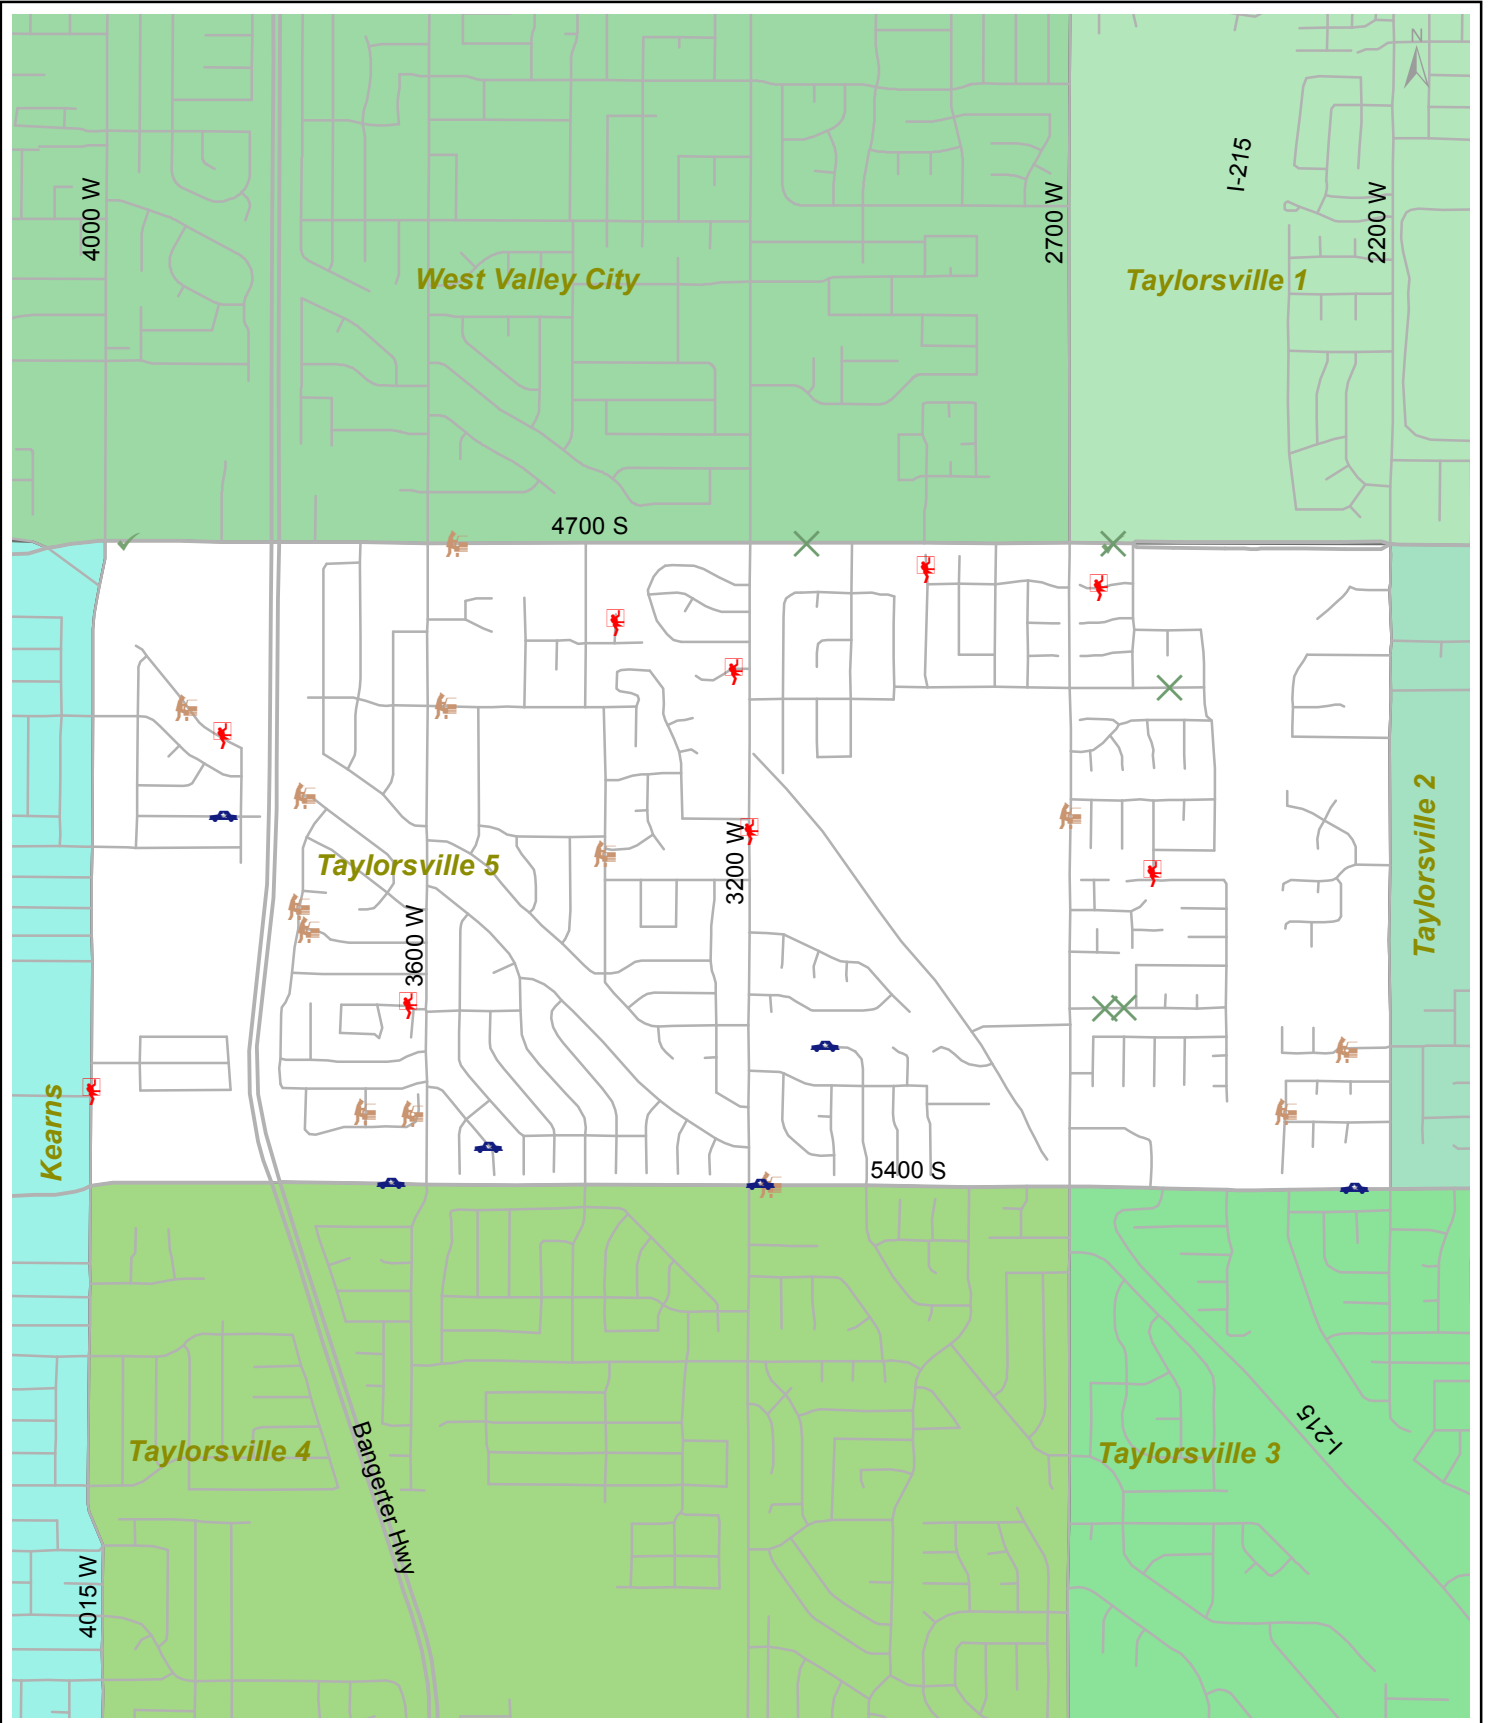 N
I-215
4000 W
2700 W
2200 W
West Valley City
Taylorsville 1
4700 S
Taylorsville 2
3200 W
Taylorsville 5
3600 W
Kearns
5400 S
I-215
Taylorsville 4
Bangerter Hwy
Taylorsville 3
4015 W